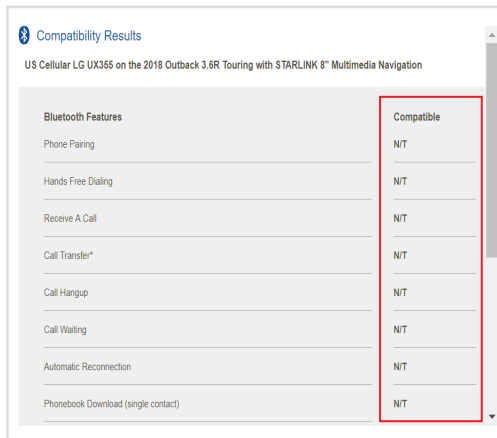 Compatibility Results
US Cellular LG UX355 on the 2018 Outback 3.6R Touring with STARLINK 8" Multimedia Navigation
Bluetooth Features Compatible
Phone Pairing N/T
Hands Free Dialing N/T
Receive A Call N/T
Call Transfer* N/T
Call Hangup N/T
Call Waiting N/T
Automatic Reconnection N/T
Phonebook Download (single contact) N/T